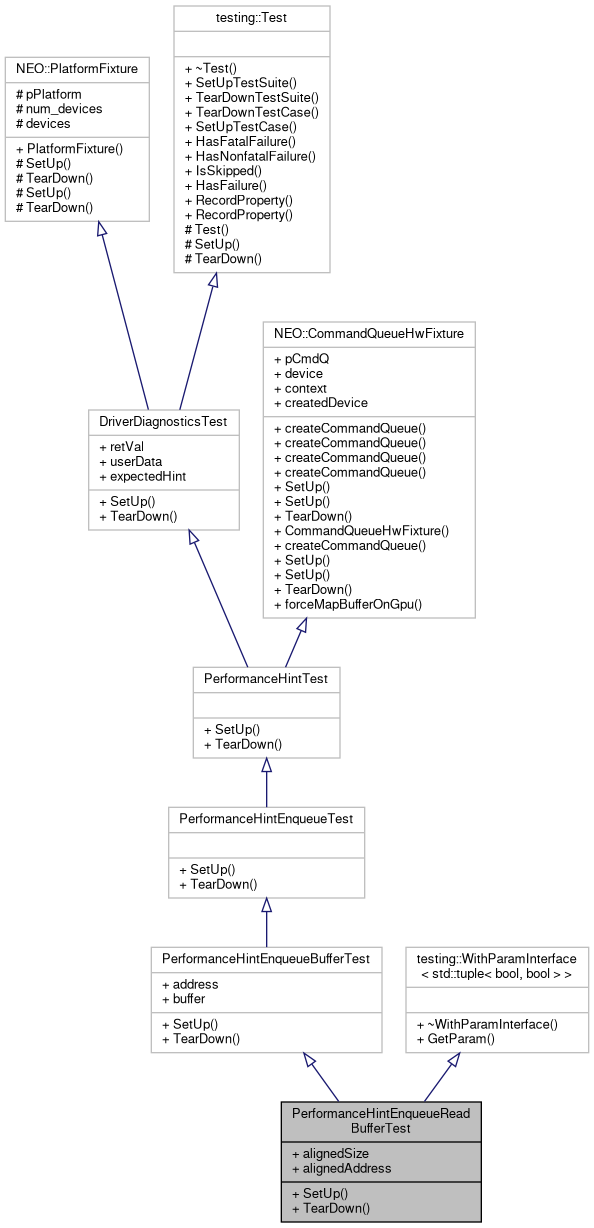 testing::Test
+ ~Test()
+ SetUpTestSuite()
+ TearDownTestSuite()
+ TearDownTestCase()
+ SetUpTestCase()
+ HasFatalFailure()
+ HasNonfatalFailure()
+ IsSkipped()
+ HasFailure()
+ RecordProperty()
+ RecordProperty()
# Test()
# SetUp()
# TearDown()
NEO::PlatformFixture
# pPlatform
# num_devices
# devices
+ PlatformFixture()
# SetUp()
# TearDown()
# SetUp()
# TearDown()
NEO::CommandQueueHwFixture
+ pCmdQ
+ device
+ context
+ createdDevice
+ createCommandQueue()
+ createCommandQueue()
+ createCommandQueue()
+ createCommandQueue()
+ SetUp()
+ SetUp()
+ TearDown()
+ CommandQueueHwFixture()
+ createCommandQueue()
+ SetUp()
+ SetUp()
+ TearDown()
+ forceMapBufferOnGpu()
DriverDiagnosticsTest
+ retVal
+ userData
+ expectedHint
+ SetUp()
+ TearDown()
PerformanceHintTest
+ SetUp()
+ TearDown()
PerformanceHintEnqueueTest
+ SetUp()
+ TearDown()
PerformanceHintEnqueueBufferTest
+ address
+ buffer
+ SetUp()
+ TearDown()
testing::WithParamInterface
< std::tuple< bool, bool > >
+ ~WithParamInterface()
+ GetParam()
PerformanceHintEnqueueRead
BufferTest
+ alignedSize
+ alignedAddress
+ SetUp()
+ TearDown()